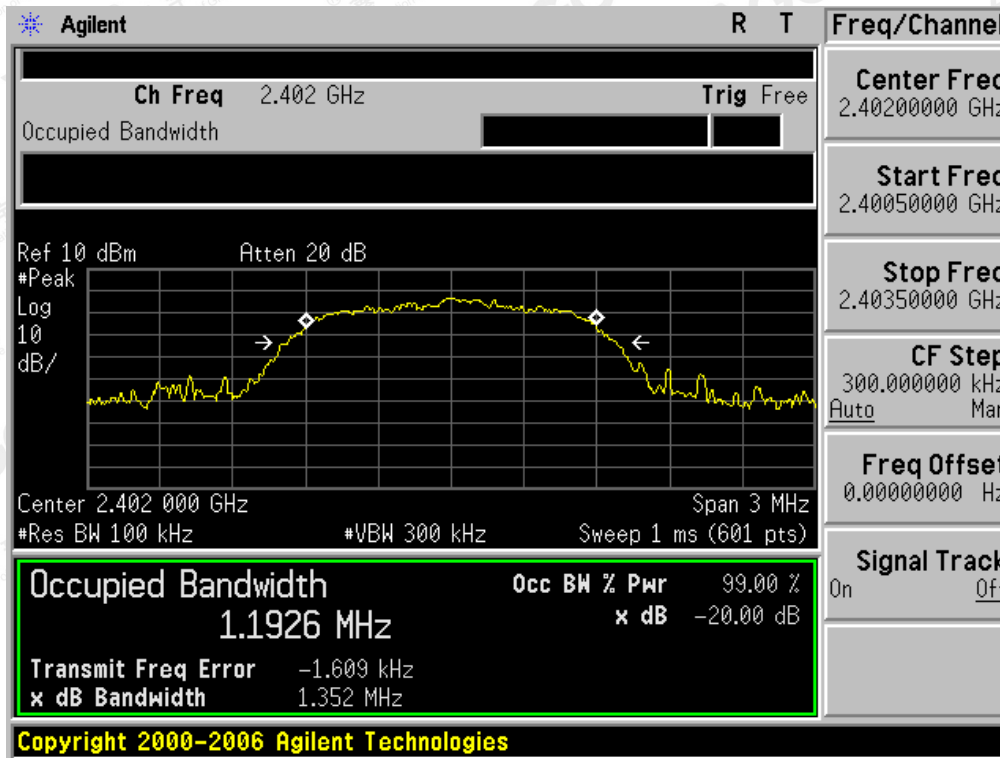 Agilent R T Freq/Channel
Ch Freq 2.402 GHz Trig Free
Occupied Bandwidth
Center Freq
2.40200000 GHz
Start Freq
2.40050000 GHz
Stop Freq
2.40350000 GHz
CF Step
300.000000 kHz
Auto Man
Freq Offset
0.00000000 Hz
Signal Track
On Off
Ref 10 dBm Atten 20 dB
#Peak
Log
10
dB/
Center 2.402 000 GHz Span 3 MHz
#Res BW 100 kHz #VBW 300 kHz Sweep 1 ms (601 pts)
Occupied Bandwidth Occ BW % Pwr 99.00 %
1.1926 MHz x dB -20.00 dB
Transmit Freq Error -1.609 kHz
x dB Bandwidth 1.352 MHz
Copyright 2000-2006 Agilent Technologies